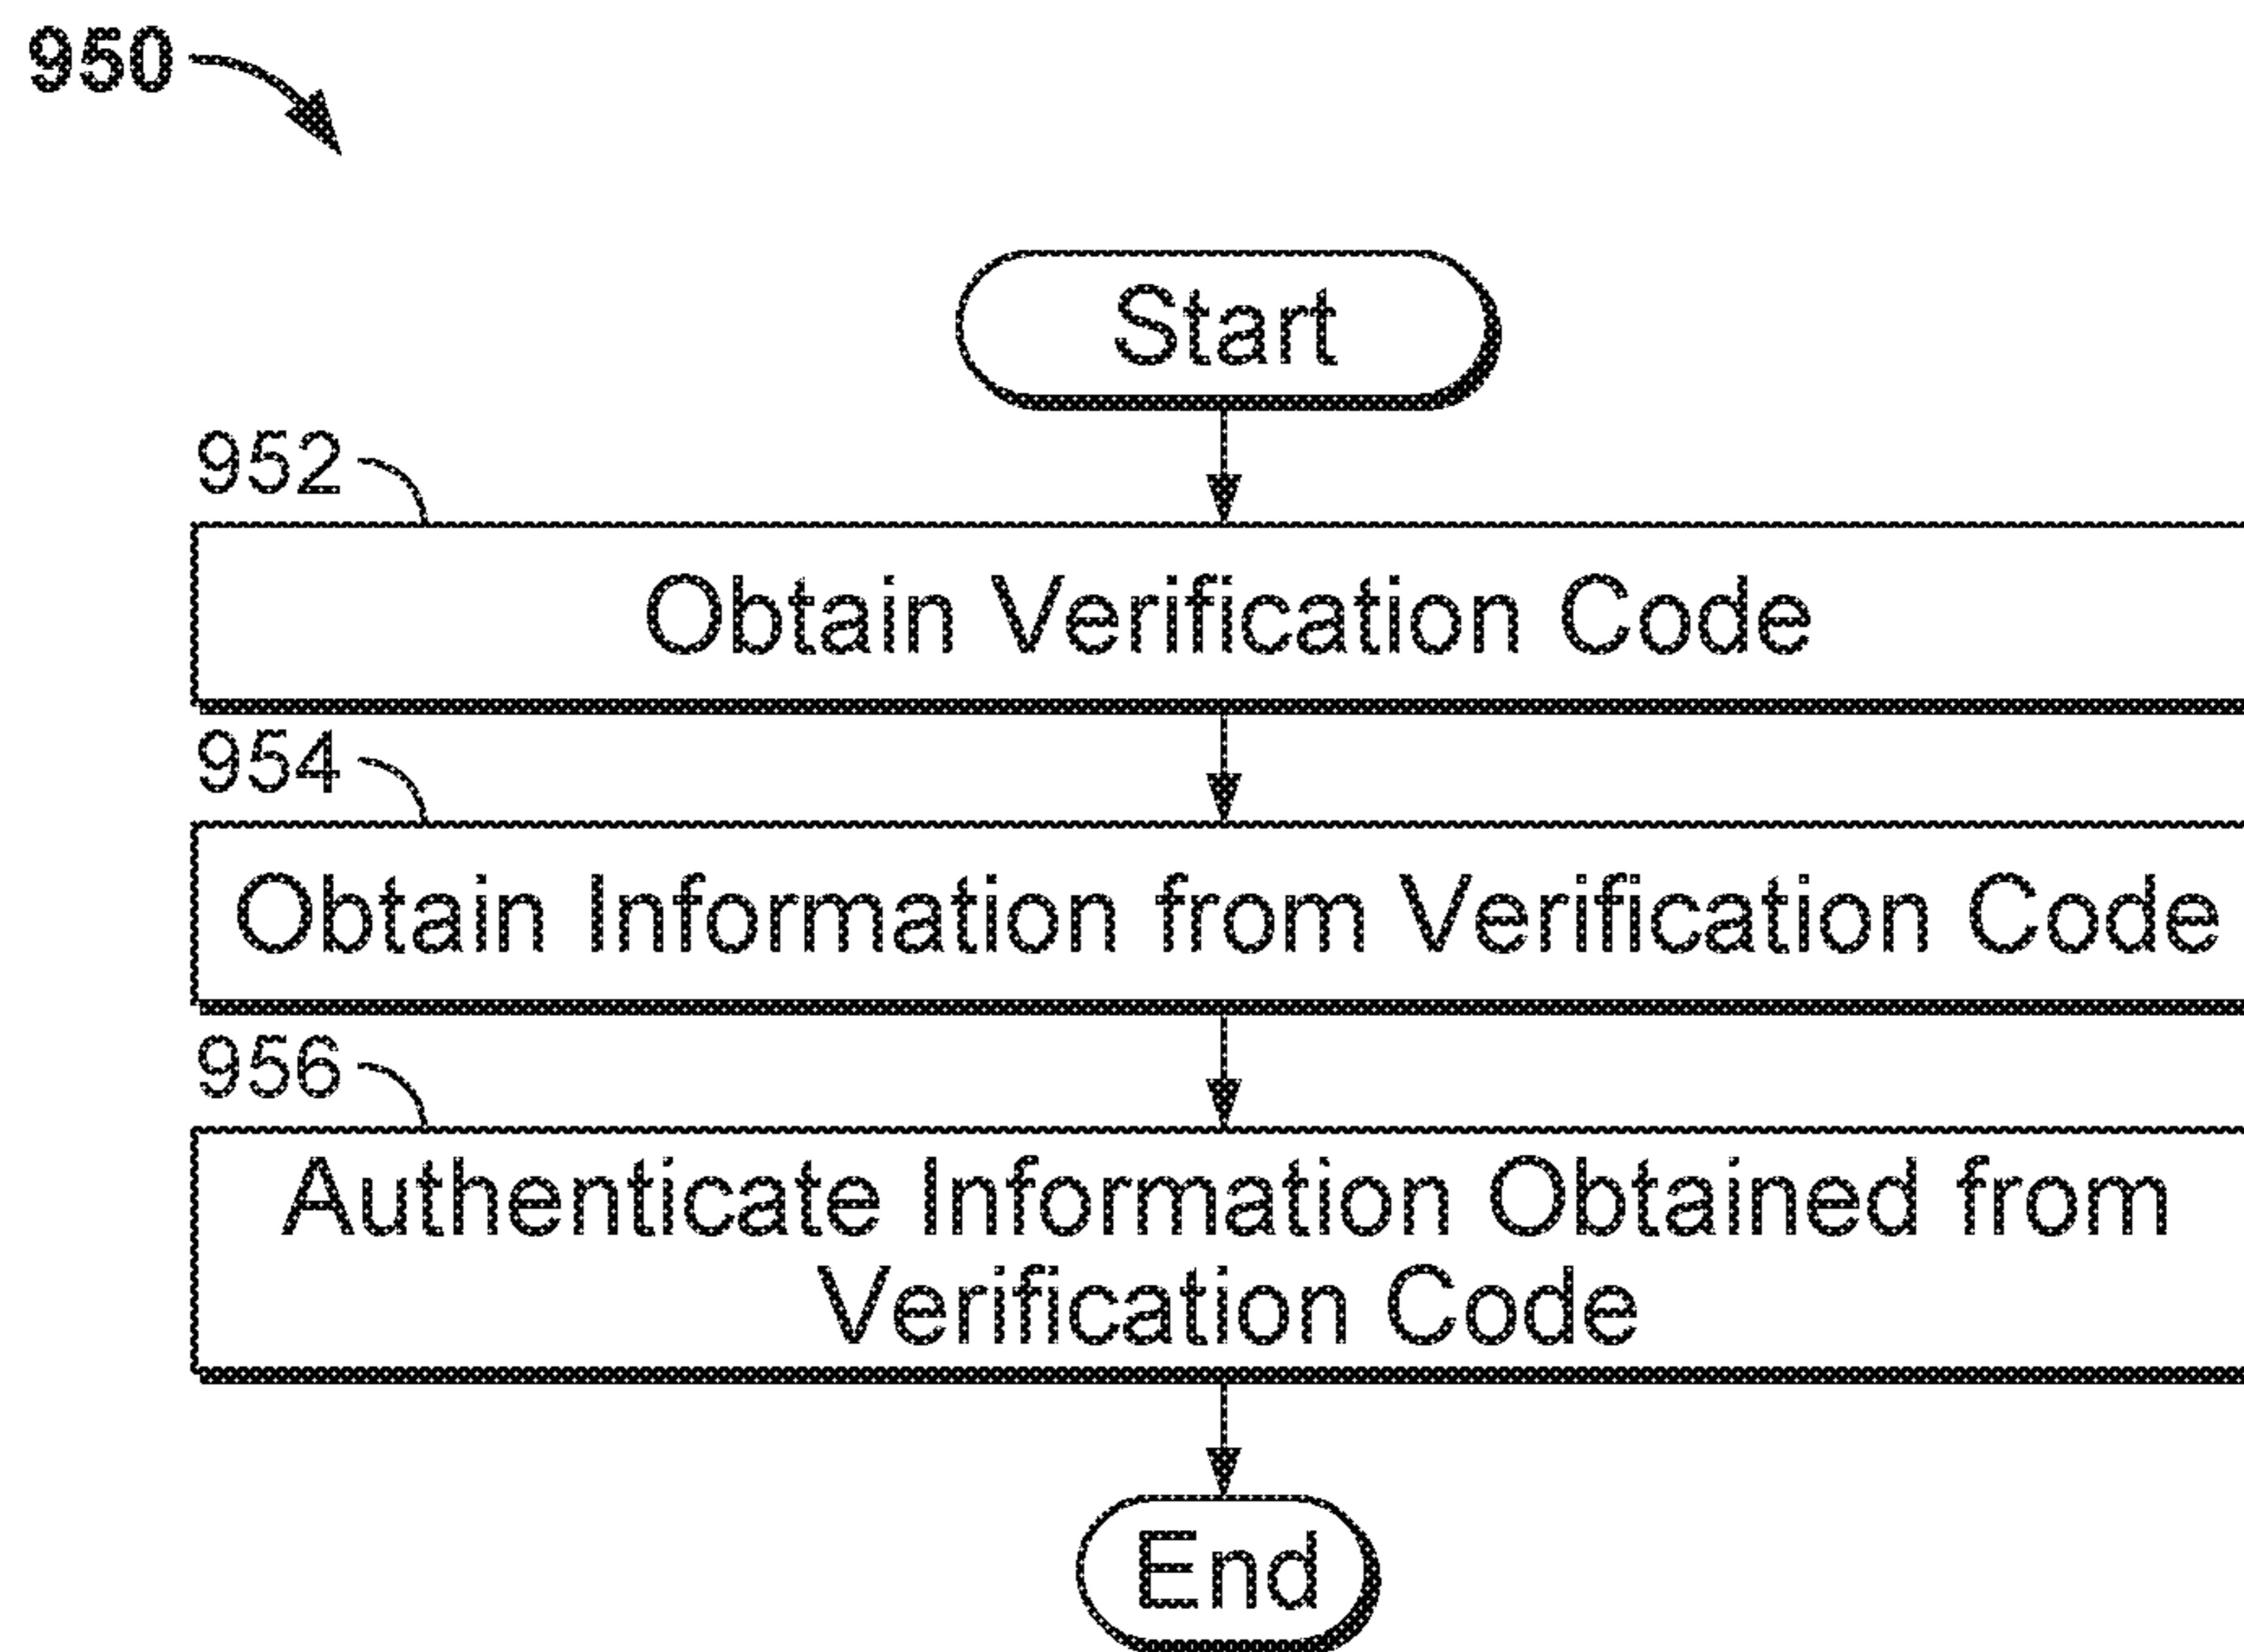 950
Start
952
Obtain Verification Code
954
Obtain Information from Verification Code
956
Authenticate Information Obtained from
Verification Code
End